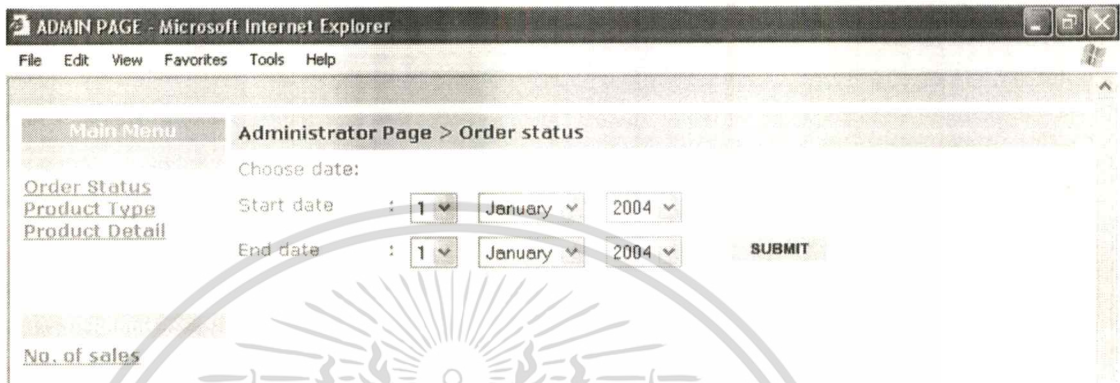 ADMIN PAGE - Microsoft Internet Explorer
File Edit View Favorites Tools Help
Main Menu
Order Status
Product Type
Product Detail
No. of sales
Administrator Page > Order status
Choose date:
Start date : 1 January 2004
End date : 1 January 2004 SUBMIT